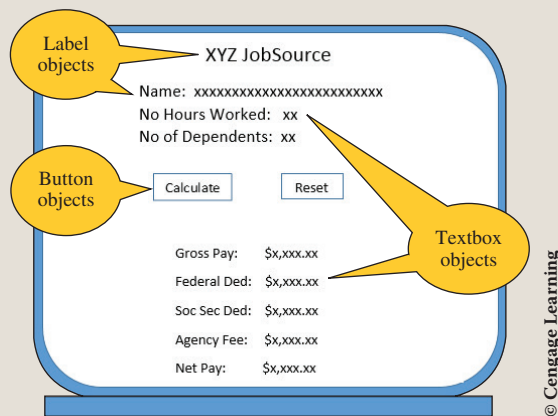 Label
objects
XYZ JobSource
Name: xxxxxxxxxxxxxxxxxxxxxxxxx
No Hours Worked: xx
No of Dependents: xx
Button
objects
Calculate
Reset
Textbox
objects
Gross Pay: $x,xxx.xx
Federal Ded: $x,xxx.xx
Soc Sec Ded: $x,xxx.xx
Agency Fee: $x,xxx.xx
Net Pay: $x,xxx.xx
© Cengage Learning